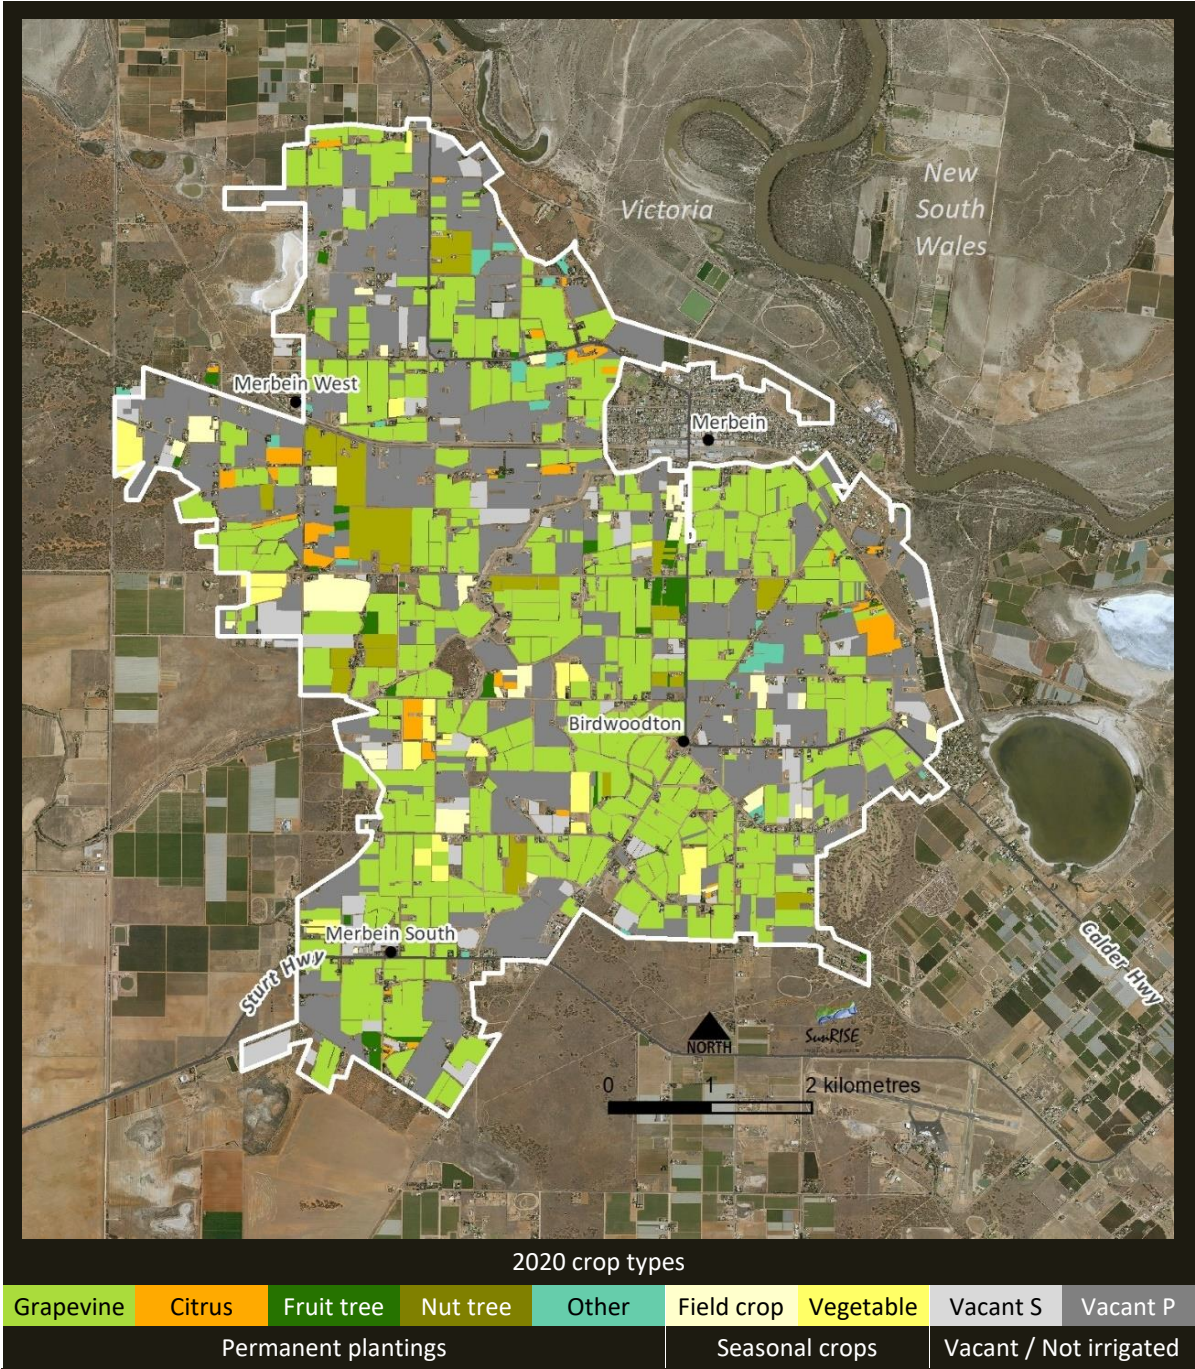 Victoria
New
South
Wales
Merbein West
Merbein
Birdwoodton
Merbein South
Sturt Hwy
Calder Hwy
NORTH
SunRISE
0 1 2 kilometres
2020 crop types
Grapevine Citrus Fruit tree Nut tree Other Field crop Vegetable Vacant S Vacant P
Permanent plantings Seasonal crops Vacant / Not irrigated